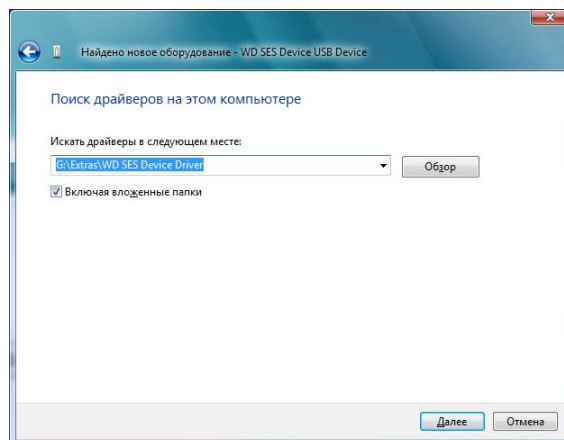 Найдено новое оборудование - WD SES Device USB Device
Поиск драйверов на этом компьютере
Искать драйверы в следующем месте:
G:\Extras\WD SES Device Driver
Обзор
Включая вложенные папки
Далее
Отмена